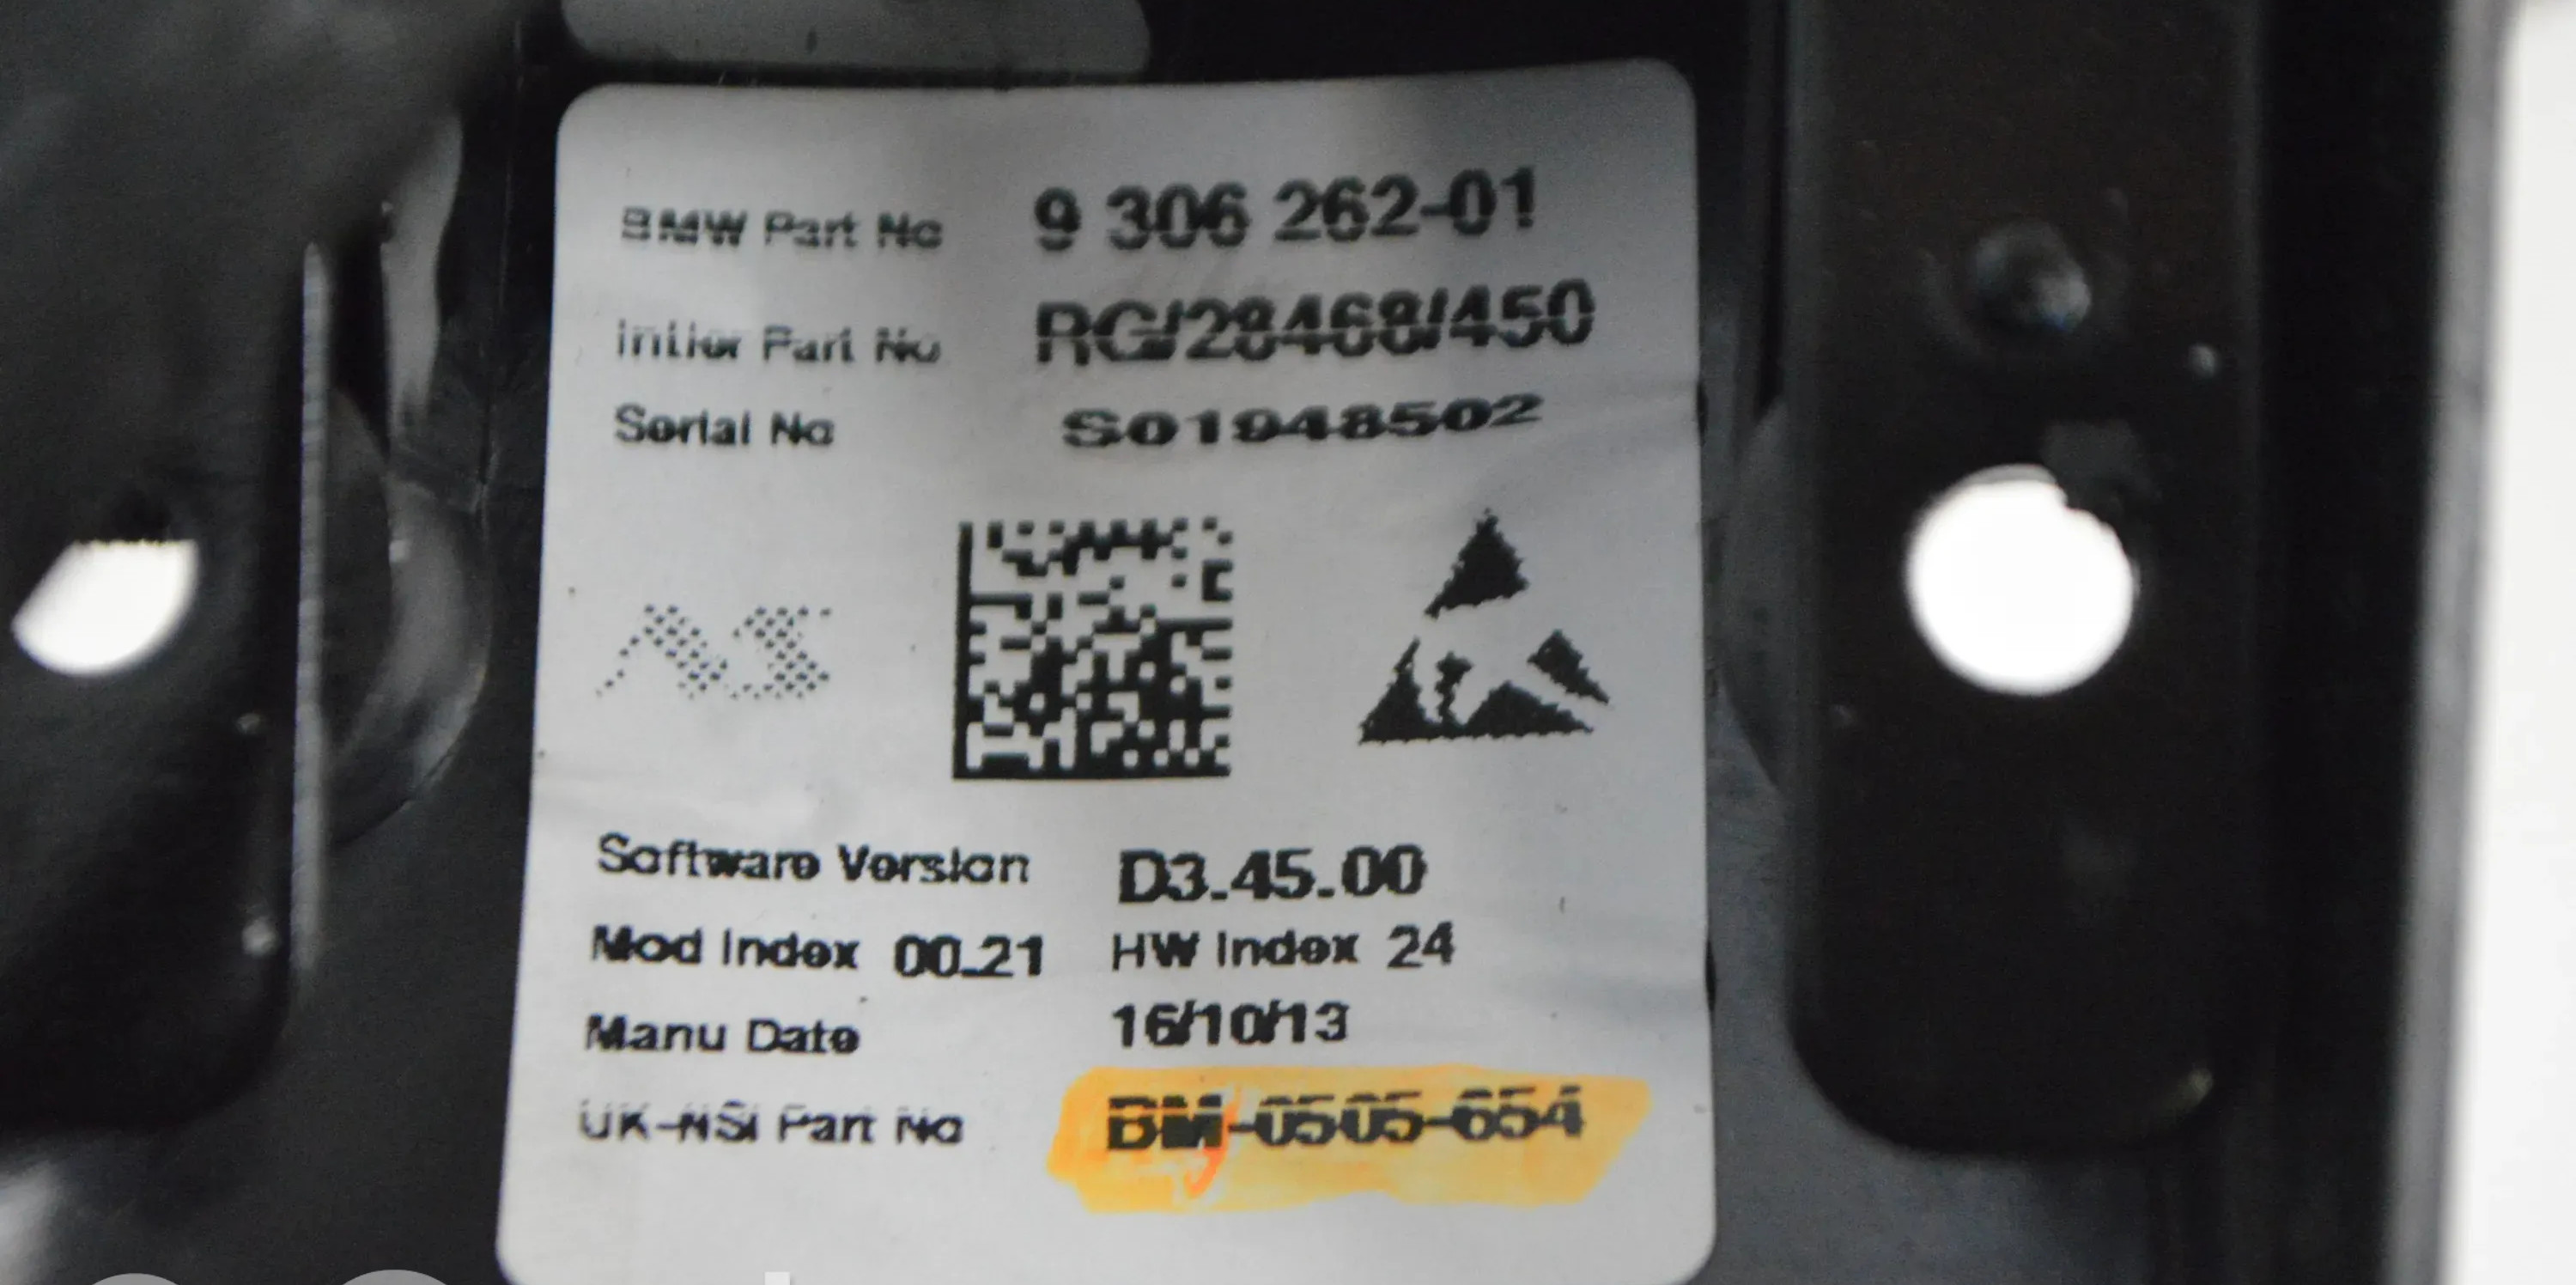 BMW Part No 9 306 262-01
Intier Part No RG/28468/450
Serial No S01948502
Software Version D3.45.00
Mod Index 00.21 HW Index 24
Manu Date 16/10/13
UK-NSI Part No BM-0505-654